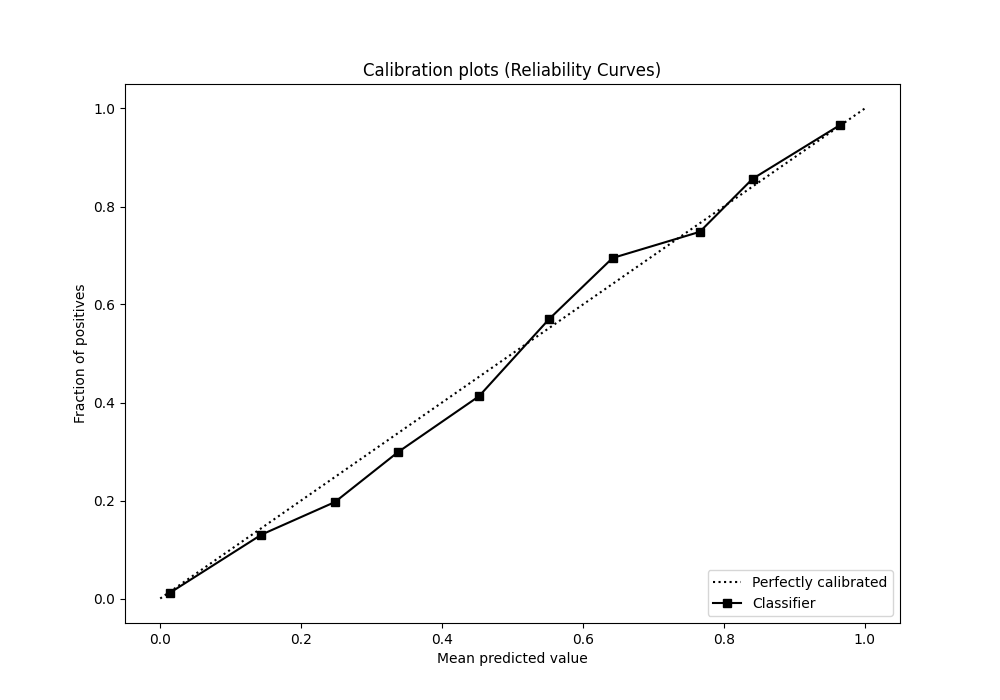 Calibration plots (Reliability Curves)
1.0
0.8
0.6
0.4
0.2
0.0
Fraction of positives
0.0 0.2 0.4 0.6 0.8 1.0
Mean predicted value
Perfectly calibrated
Classifier